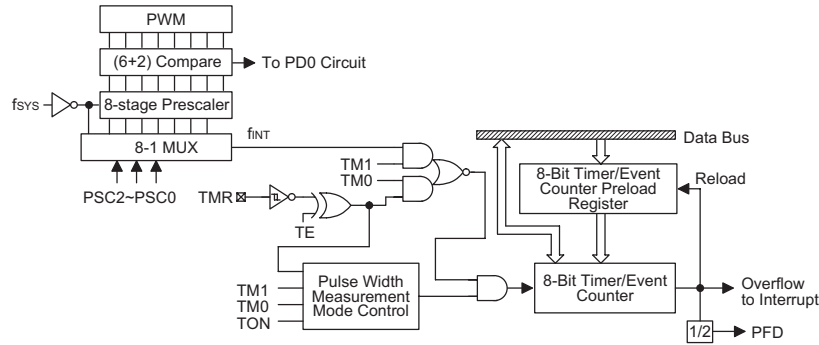 PWM
(6+2) Compare
To PD0 Circuit
fSYS
8-stage Prescaler
8-1 MUX
fINT
PSC2~PSC0
TM1
TM0
TMR
TE
Data Bus
8-Bit Timer/Event
Counter Preload
Register
Reload
TM1
TM0
TON
Pulse Width
Measurement
Mode Control
8-Bit Timer/Event
Counter
Overflow
to Interrupt
1/2
PFD